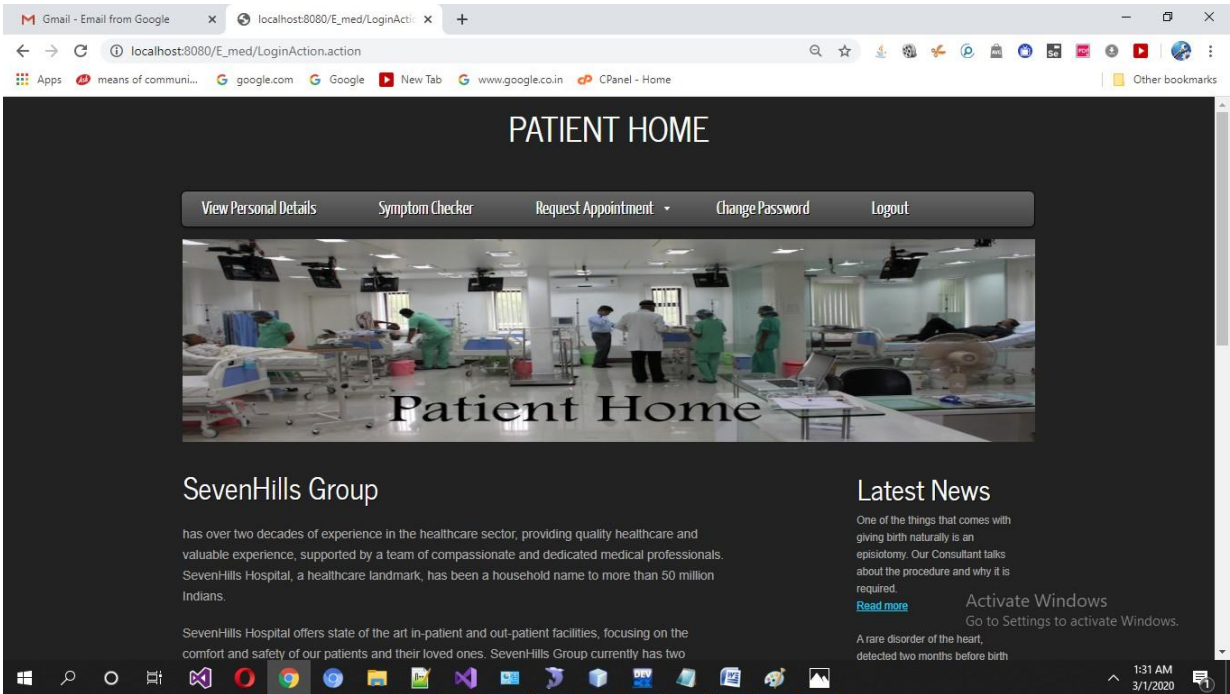 Gmail - Email from Google
localhost:8080/E_med/LoginActi
localhost:8080/E_med/LoginAction.action
Apps
means of communi...
google.com
Google
New Tab
www.google.co.in
CPanel - Home
Other bookmarks
PATIENT HOME
View Personal Details
Symptom Checker
Request Appointment
Change Password
Logout
Patient Home
SevenHills Group
has over two decades of experience in the healthcare sector, providing quality healthcare and
valuable experience, supported by a team of compassionate and dedicated medical professionals.
SevenHills Hospital, a healthcare landmark, has been a household name to more than 50 million
Indians.
SevenHills Hospital offers state of the art in-patient and out-patient facilities, focusing on the
comfort and safety of our patients and their loved ones. SevenHills Group currently has two
Latest News
One of the things that comes with
giving birth naturally is an
episiotomy. Our Consultant talks
about the procedure and why it is
required.
Read more
A rare disorder of the heart,
detected two months before birth
Activate Windows
Go to Settings to activate Windows.
DEV
1:31 AM
3/1/2020
1